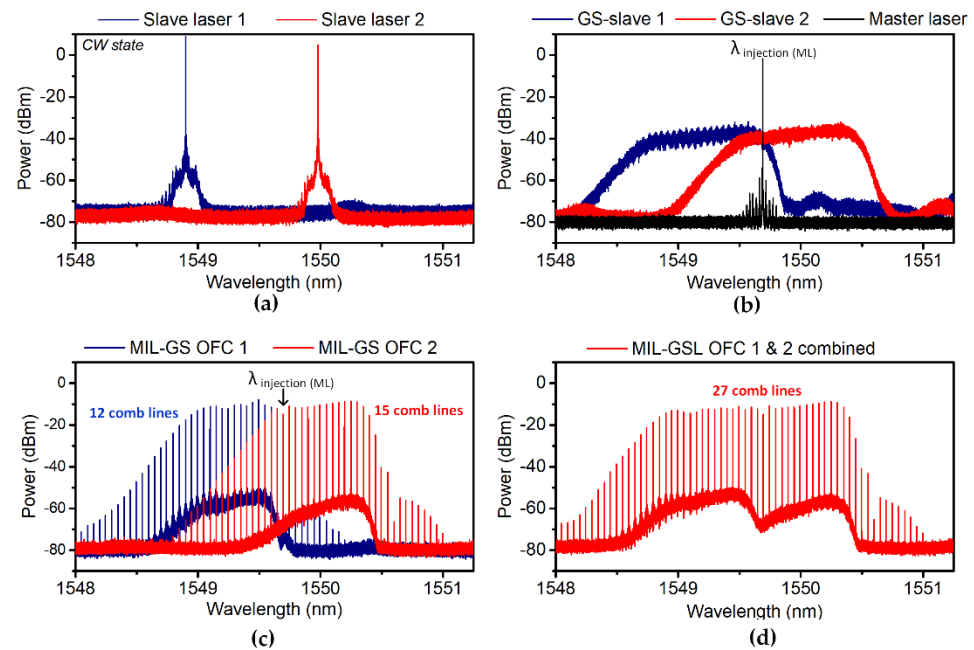 Slave laser 1 Slave laser 2
CW state
Power (dBm)
0
-20
-40
-60
-80
1548 1549 1550 1551
Wavelength (nm)
(a)
GS-slave 1 GS-slave 2 Master laser
λ injection (ML)
Power (dBm)
0
-20
-40
-60
-80
1548 1549 1550 1551
Wavelength (nm)
(b)
MIL-GS OFC 1 MIL-GS OFC 2
λ injection (ML)
12 comb lines
15 comb lines
Power (dBm)
0
-20
-40
-60
-80
1548 1549 1550 1551
Wavelength (nm)
(c)
MIL-GSL OFC 1 & 2 combined
27 comb lines
Power (dBm)
0
-20
-40
-60
-80
1548 1549 1550 1551
Wavelength (nm)
(d)